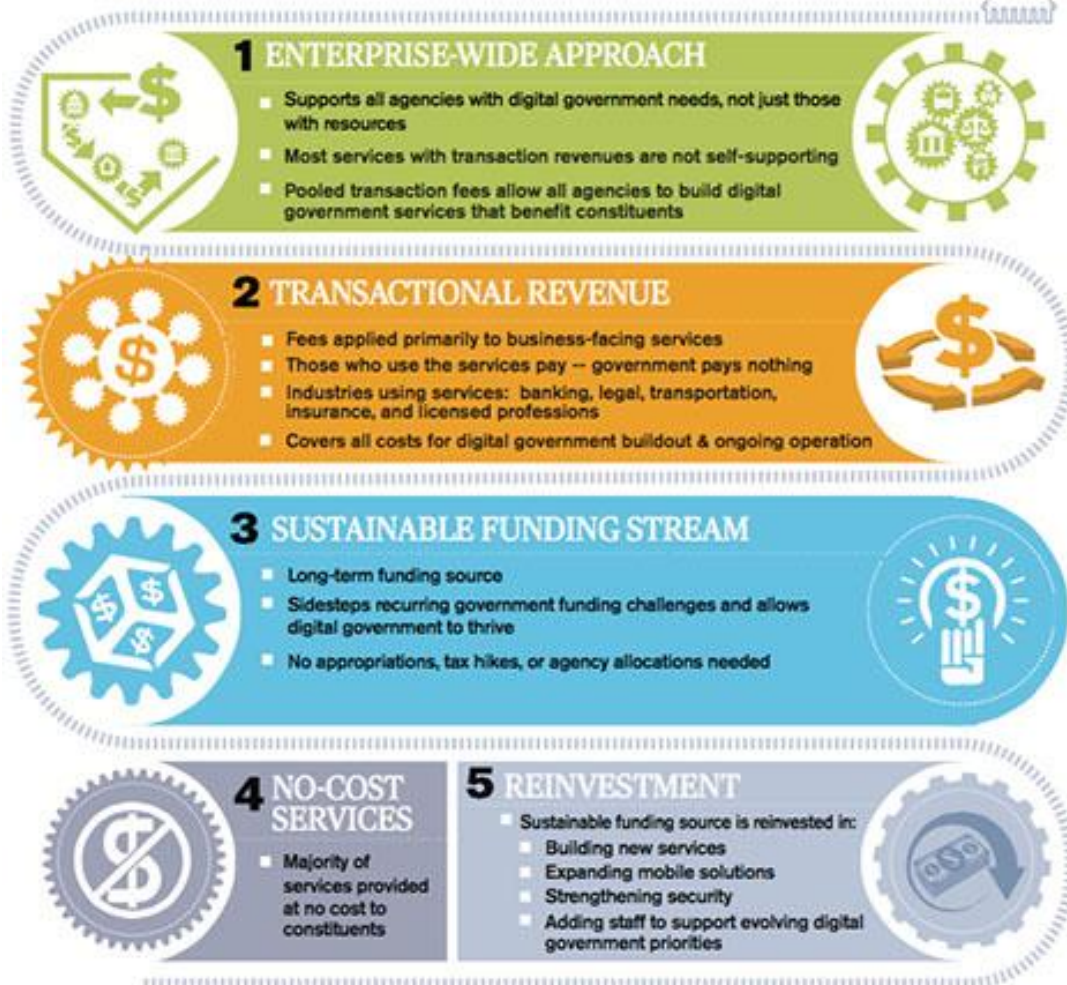 1 ENTERPRISE-WIDE APPROACH
Supports all agencies with digital government needs, not just those
with resources
Most services with transaction revenues are not self-supporting
Pooled transaction fees allow all agencies to build digital
government services that benefit constituents
2 TRANSACTIONAL REVENUE
Fees applied primarily to business-facing services
Those who use the services pay -- government pays nothing
Industries using services: banking, legal, transportation,
insurance, and licensed professions
Covers all costs for digital government buildout & ongoing operation
3 SUSTAINABLE FUNDING STREAM
Long-term funding source
Sidesteps recurring government funding challenges and allows
digital government to thrive
No appropriations, tax hikes, or agency allocations needed
4 NO-COST
SERVICES
Majority of
services provided
at no cost to
constituents
5 REINVESTMENT
Sustainable funding source is reinvested in:
Building new services
Expanding mobile solutions
Strengthening security
Adding staff to support evolving digital
government priorities